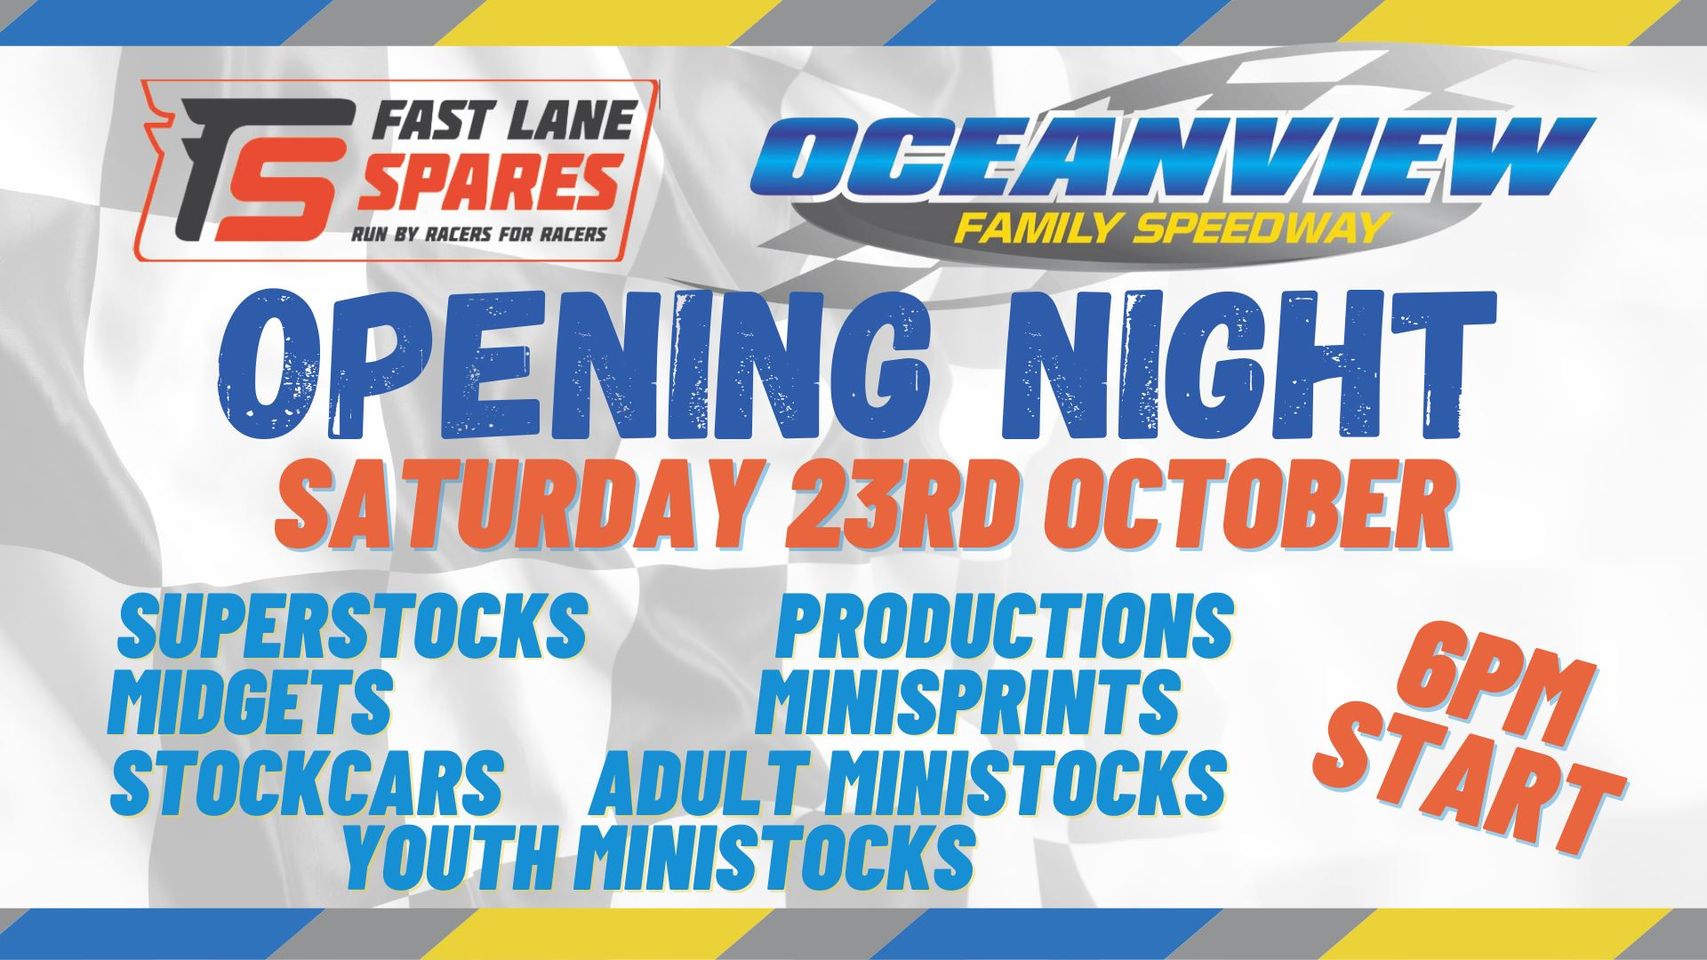 FS FAST LANE
SPARES
RUN BY RACERS FOR RACERS
OCEANVIEW
FAMILY SPEEDWAY
OPENING NIGHT
SATURDAY 23RD OCTOBER
SUPERSTOCKS
MIDGETS
STOCKCARS
PRODUCTIONS
MINISPRINTS
ADULT MINISTOCKS
YOUTH MINISTOCKS
6PM
START